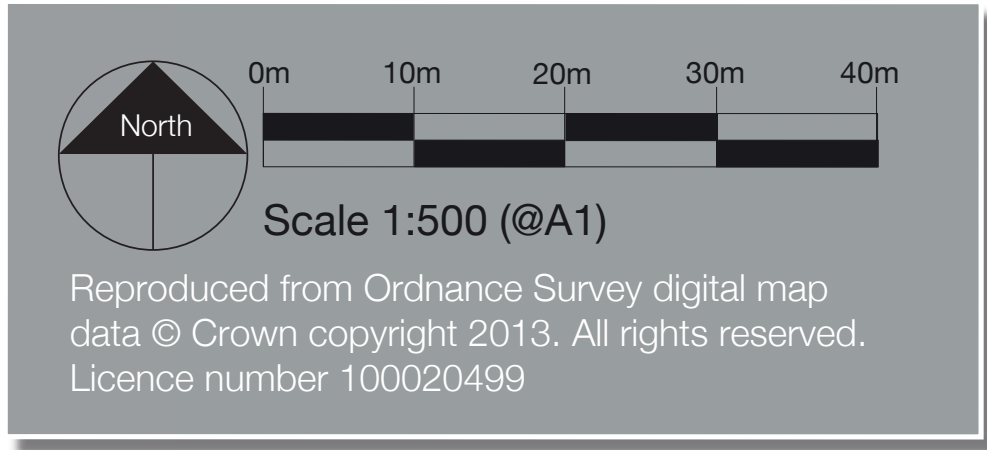 0m 10m 20m 30m 40m
North
Scale 1:500 (@A1)
Reproduced from Ordnance Survey digital map
data © Crown copyright 2013. All rights reserved.
Licence number 100020499